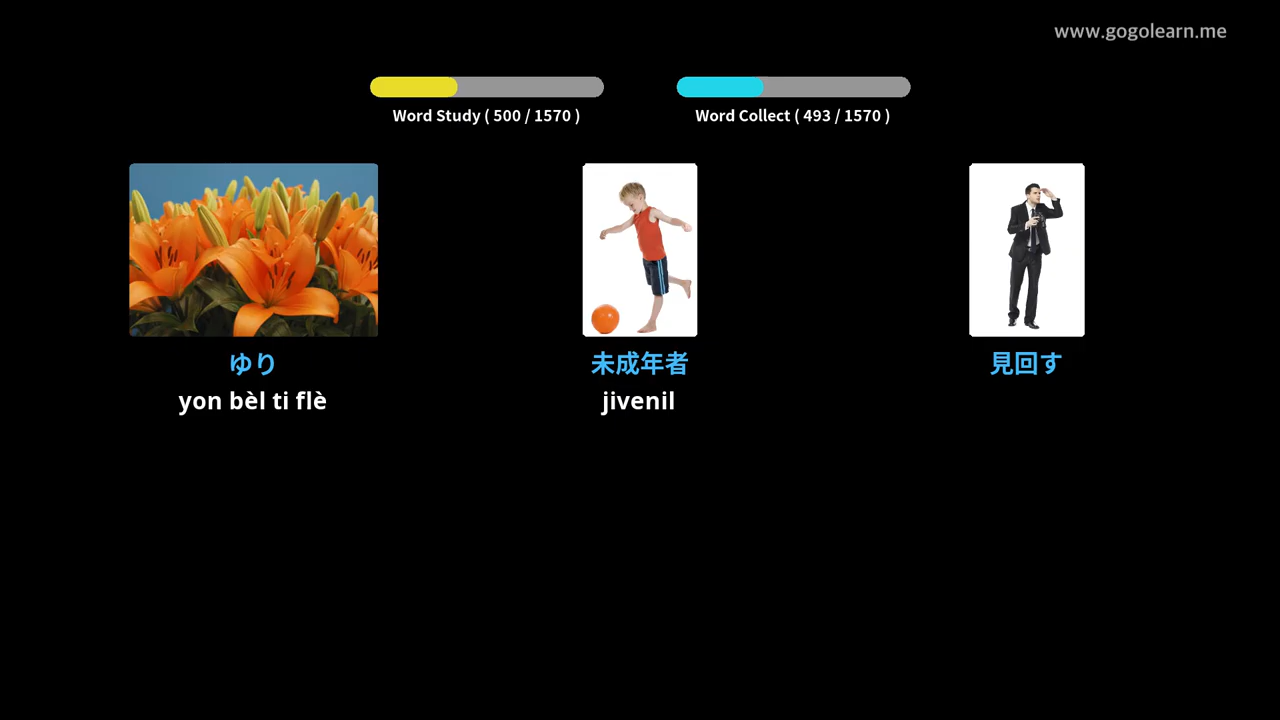 www.gogolearn.me
Word Study ( 500 / 1570 )
Word Collect ( 493 / 1570 )
ゆり
未成年者
見回す
yon bèl ti flè
jivenil